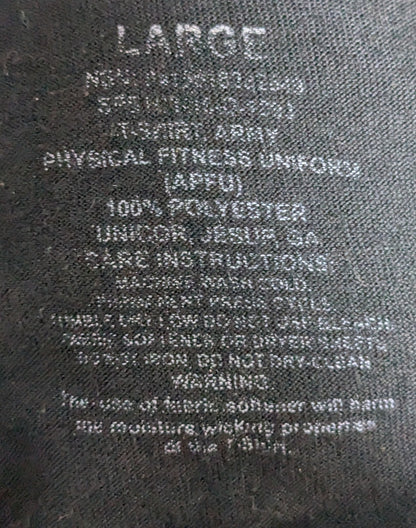 LARGE
NSN:
T-SHIRT, ARMY
PHYSICAL FITNESS UNIFORM
(APFU)
100% POLYESTER
UNICOR, JESUP, GA
CARE INSTRUCTIONS
MACHINE WASH COLD
PERMANENT PRESS CYCLE
TUMBLE DRY LOW DO NOT USE BLEACH,
FABRIC SOFTENER OR DRYER SHEETS
DO NOT IRON, DO NOT DRY-CLEAN
WARNING:
The use of fabric softener will harm
the moisture wicking properties
of the T-Shirt.